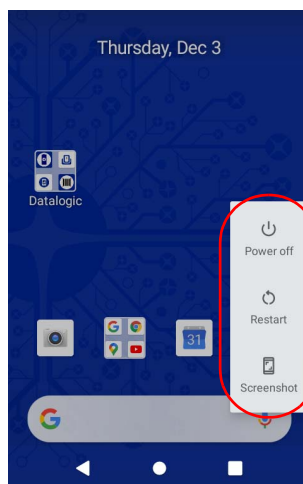 Thursday, Dec 3
Datalogic
Power off
Restart
31
Screenshot
G